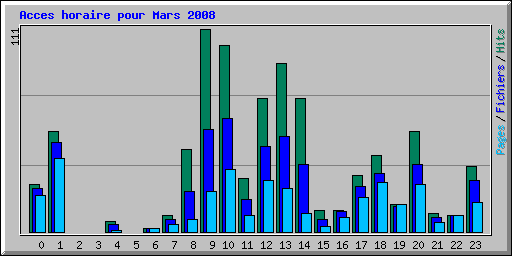 Acces horaire pour Mars 2008
111
Pages/Fichiers/Hits
0 1 2 3 4 5 6 7 8 9 10 11 12 13 14 15 16 17 18 19 20 21 22 23